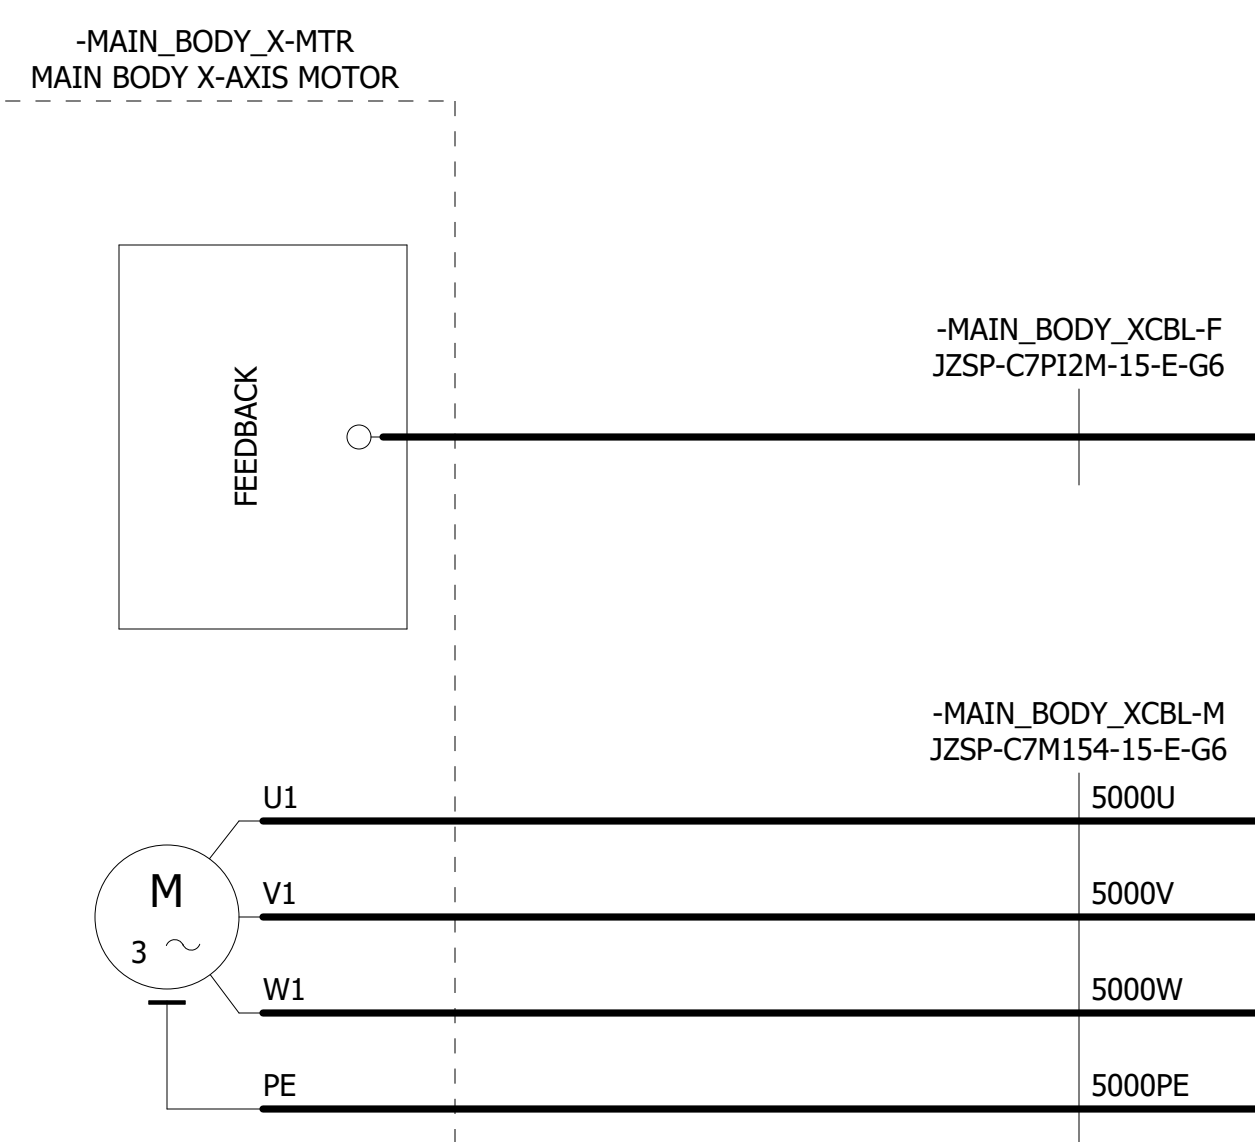 -MAIN_BODY_X-MTR
MAIN BODY X-AXIS MOTOR
-MAIN_BODY_XCBL-F
JZSP-C7PI2M-15-E-G6
FEEDBACK
-MAIN_BODY_XCBL-M
JZSP-C7M154-15-E-G6
U1 5000U
M
V1 5000V
3 ~
W1 5000W
PE 5000PE